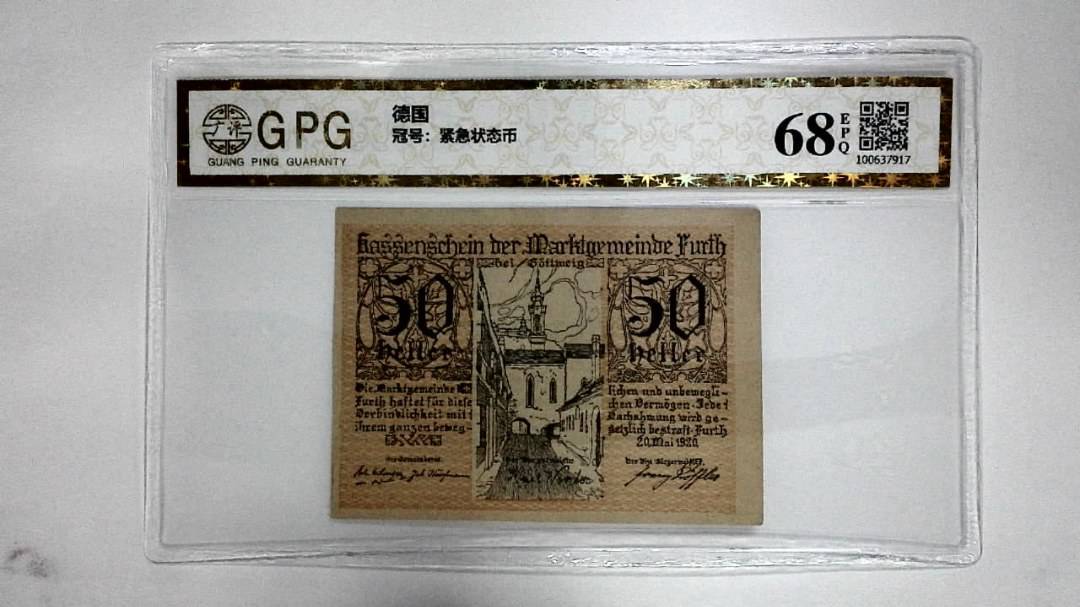 GPG
GUANG PING GUARANTY
广评
德国
冠号：紧急状态币
68
EPQ
100637917
Kassenschein der Marktgemeinde Furth
bei Göttweig
50
Heller
50
Heller
Die Marktgemeinde
Furth haftet für diese
Verbindlichkeit mit
ihrem ganzen beweg-
lichen und unbewegli-
chen Vermögen. Jede
Nachahmung wird ge-
setzlich bestraft. Furth
20. Mai 1920